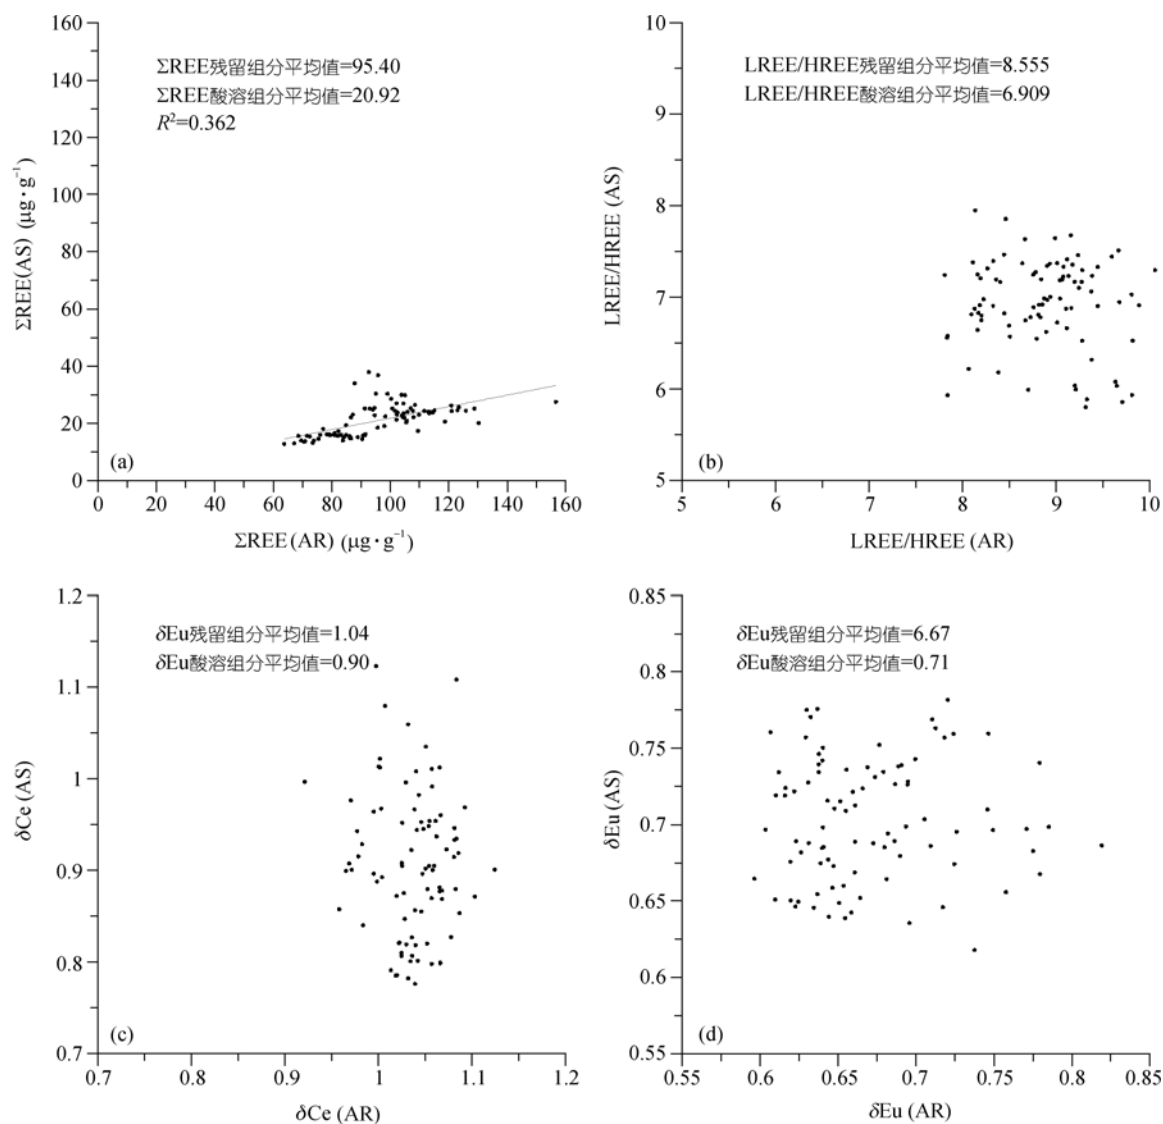 160
140
120
100
80
60
40
20
0
ΣREE(AS) (μg·g⁻¹)
ΣREE残留组分平均值=95.40
ΣREE酸溶组分平均值=20.92
R²=0.362
(a)
0 20 40 60 80 100 120 140 160
ΣREE(AR) (μg·g⁻¹)
10
9
8
7
6
5
LREE/HREE (AS)
LREE/HREE残留组分平均值=8.555
LREE/HREE酸溶组分平均值=6.909
(b)
5 6 7 8 9 10
LREE/HREE (AR)
1.2
1.1
1
0.9
0.8
0.7
δCe (AS)
δEu残留组分平均值=1.04
δEu酸溶组分平均值=0.90
(c)
0.7 0.8 0.9 1 1.1 1.2
δCe (AR)
0.85
0.8
0.75
0.7
0.65
0.6
0.55
δEu (AS)
δEu残留组分平均值=6.67
δEu酸溶组分平均值=0.71
(d)
0.55 0.6 0.65 0.7 0.75 0.8 0.85
δEu (AR)